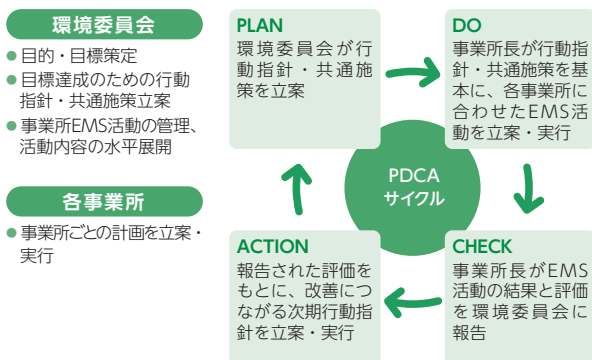 環境委員会
● 目的・目標策定
● 目標達成のための行動
指針・共通施策立案
● 事業所EMS活動の管理、
活動内容の水平展開
各事業所
● 事業所ごとの計画を立案・
実行
PLAN
環境委員会が行
動指針・共通施
策を立案
DO
事業所長が行動指
針・共通施策を基
本に、各事業所に
合わせたEMS活
動を立案・実行
PDCA
サイクル
ACTION
報告された評価を
もとに、改善につ
ながる次期行動指
針を立案・実行
CHECK
事業所長がEMS
活動の結果と評価
を環境委員会に
報告